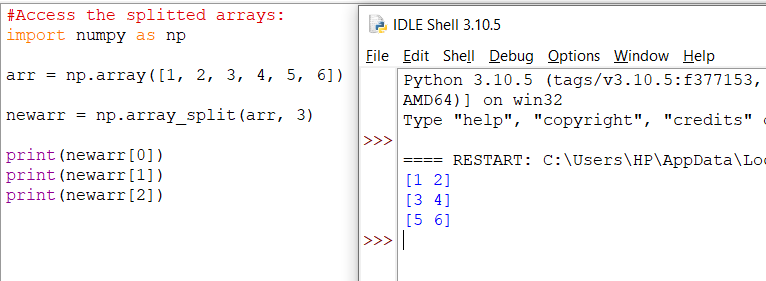 #Access the splitted arrays:
import numpy as np
arr = np.array([1, 2, 3, 4, 5, 6])
newarr = np.array_split(arr, 3)
print(newarr[0])
print(newarr[1])
print(newarr[2])
IDLE Shell 3.10.5
File Edit Shell Debug Options Window Help
Python 3.10.5 (tags/v3.10.5:f377153,
AMD64)] on win32
Type "help", "copyright", "credits"
>>>
==== RESTART: C:\Users\HP\AppData\Loc
[1 2]
[3 4]
[5 6]
>>>